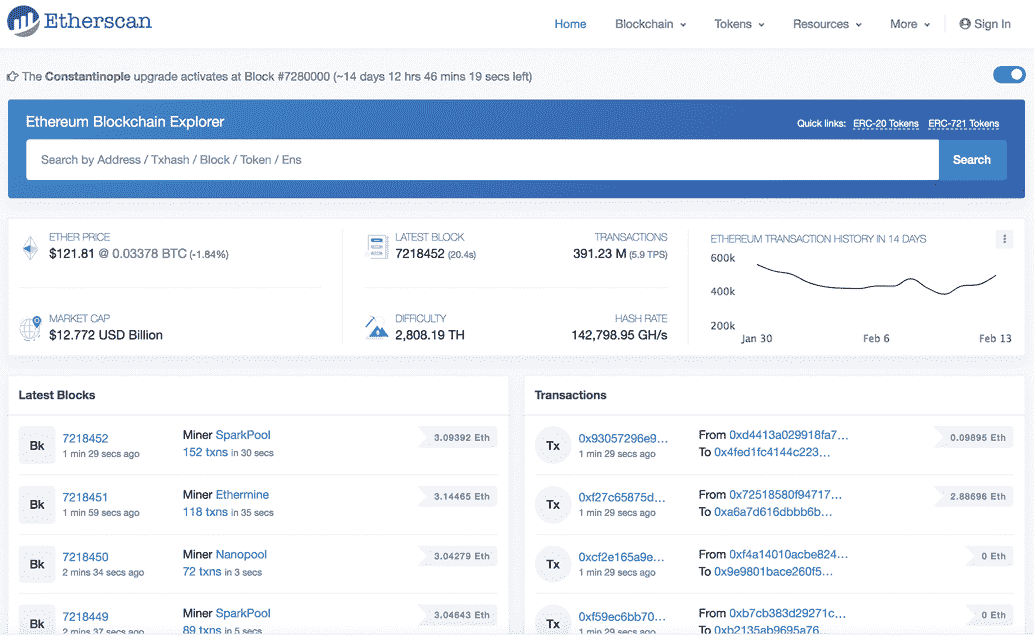 Etherscan
Home Blockchain Tokens Resources More Sign In
The Constantinople upgrade activates at Block #7280000 (~14 days 12 hrs 46 mins 19 secs left)
Ethereum Blockchain Explorer
Quick links: ERC-20 Tokens ERC-721 Tokens
Search by Address / Txhash / Block / Token / Ens
Search
ETHER PRICE
$121.81 @ 0.03378 BTC (-1.84%)
MARKET CAP
$12.772 USD Billion
LATEST BLOCK
7218452 (20.4s)
TRANSACTIONS
391.23 M (5.9 TPS)
DIFFICULTY
2,808.19 TH
HASH RATE
142,798.95 GH/s
ETHEREUM TRANSACTION HISTORY IN 14 DAYS
600k
400k
200k
Jan 30 Feb 6 Feb 13
Latest Blocks
Bk
7218452
1 min 29 secs ago
Miner SparkPool
152 txns in 30 secs
3.09392 Eth
Bk
7218451
1 min 59 secs ago
Miner Ethermine
118 txns in 35 secs
3.14465 Eth
Bk
7218450
2 mins 34 secs ago
Miner Nanopool
72 txns in 3 secs
3.04279 Eth
Bk
7218449
2 mins 37 secs ago
Miner SparkPool
89 txns in 5 secs
3.04643 Eth
Transactions
Tx
0x93057296e9...
1 min 29 secs ago
From 0xd4413a029918fa7...
To 0x4fed1fc4144c223...
0.09895 Eth
Tx
0xf27c65875d...
1 min 29 secs ago
From 0x72518580f94717...
To 0xa6a7d616dbbb6b...
2.88696 Eth
Tx
0xcf2e165a9e...
1 min 29 secs ago
From 0xf4a14010acbe824...
To 0x9e9801bace260f5...
0 Eth
Tx
0xf59ec6bb70...
1 min 29 secs ago
From 0xb7cb383d29271c...
To 0xb2135ab9695a76...
0 Eth